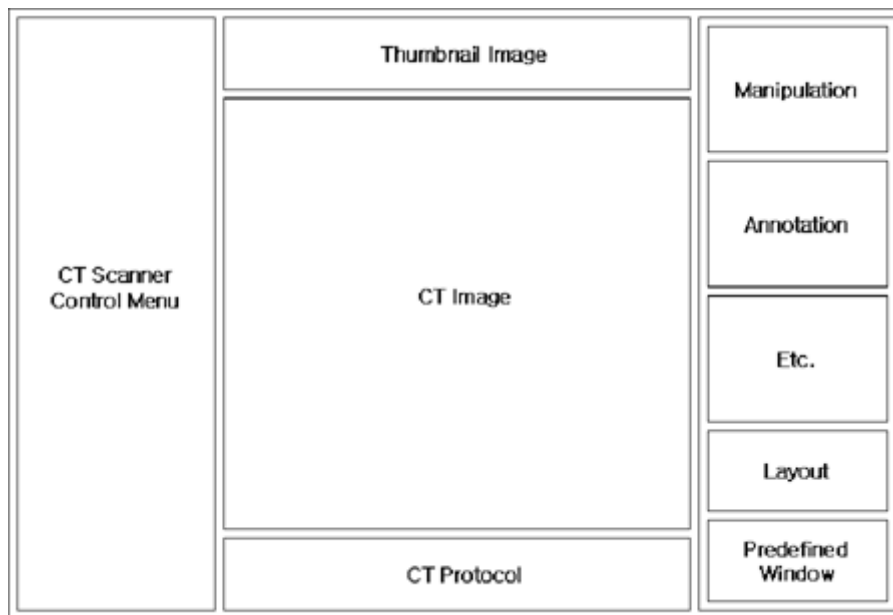 CT Scanner
Control Menu
Thumbnail Image
CT Image
CT Protocol
Manipulation
Annotation
Etc.
Layout
Predefined
Window